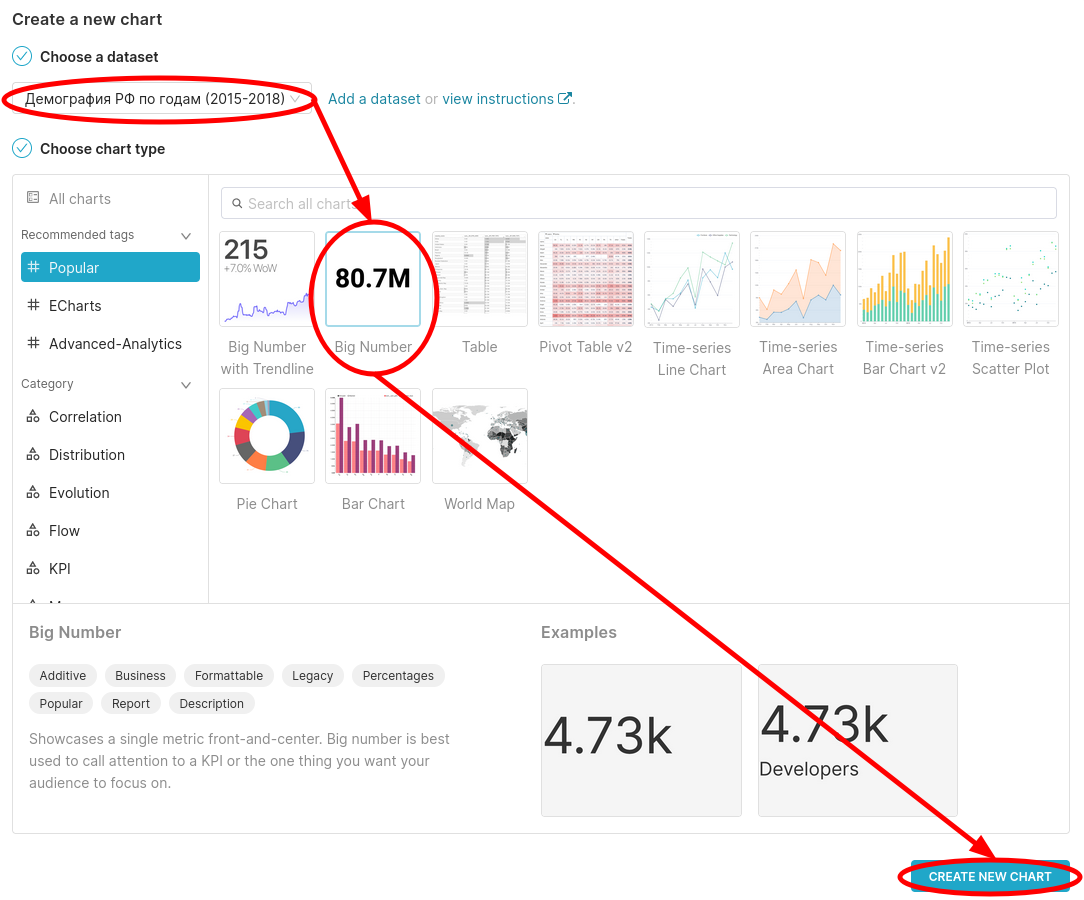 Create a new chart
Choose a dataset
Демография РФ по годам (2015-2018)
Add a dataset or view instructions.
Choose chart type
All charts
Recommended tags
# Popular
# ECharts
# Advanced-Analytics
Category
Correlation
Distribution
Evolution
Flow
KPI
Search all charts
215
+7.0% WoW
80.7M
Big Number
with Trendline
Big Number
Table
Pivot Table v2
Time-series
Line Chart
Time-series
Area Chart
Time-series
Bar Chart v2
Time-series
Scatter Plot
Pie Chart
Bar Chart
World Map
Big Number
Additive Business Formattable Legacy Percentages
Popular Report Description
Showcases a single metric front-and-center. Big number is best
used to call attention to a KPI or the one thing you want your
audience to focus on.
Examples
4.73k
4.73k
Developers
CREATE NEW CHART